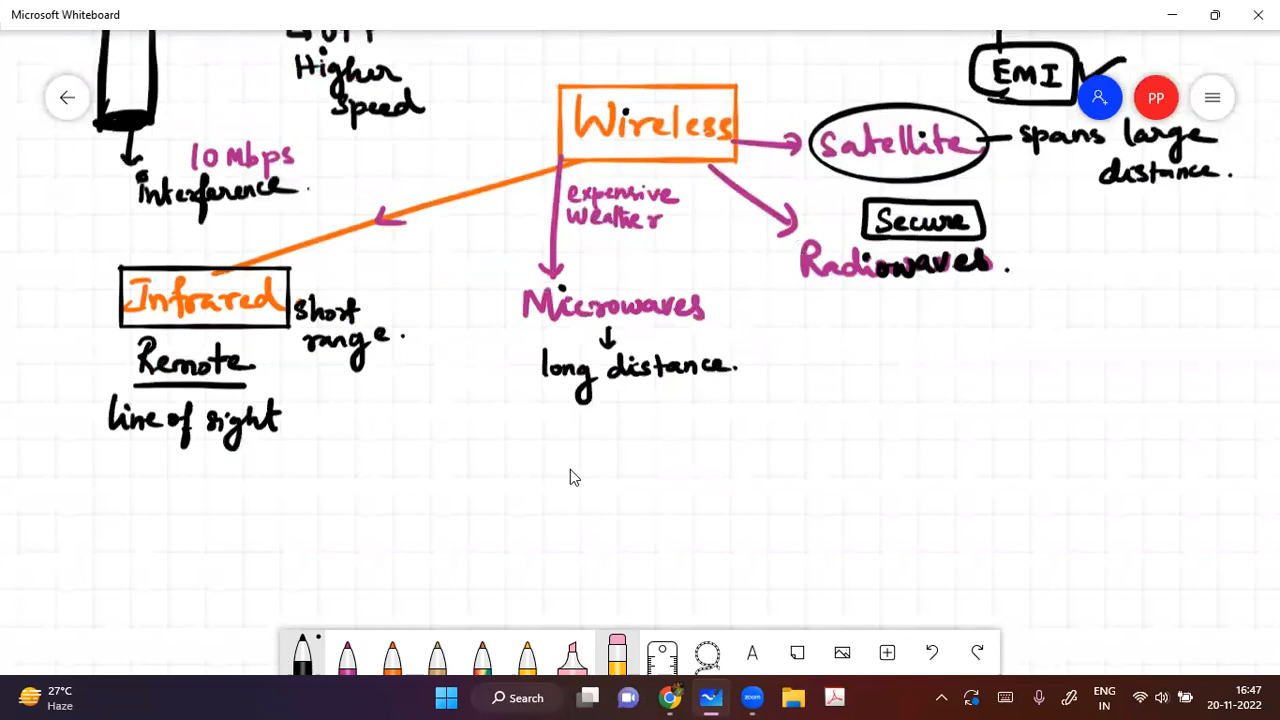 Microsoft Whiteboard
Higher
Speed
EMI
PP
10 Mbps
interference.
Wireless
Satellite
spans large
distance.
expensive
weather
Secure
Radiowaves.
Infrared
short
range.
Microwaves
Remote
long distance.
line of sight
A
27°C
Haze
Search
ENG
IN
16:47
20-11-2022